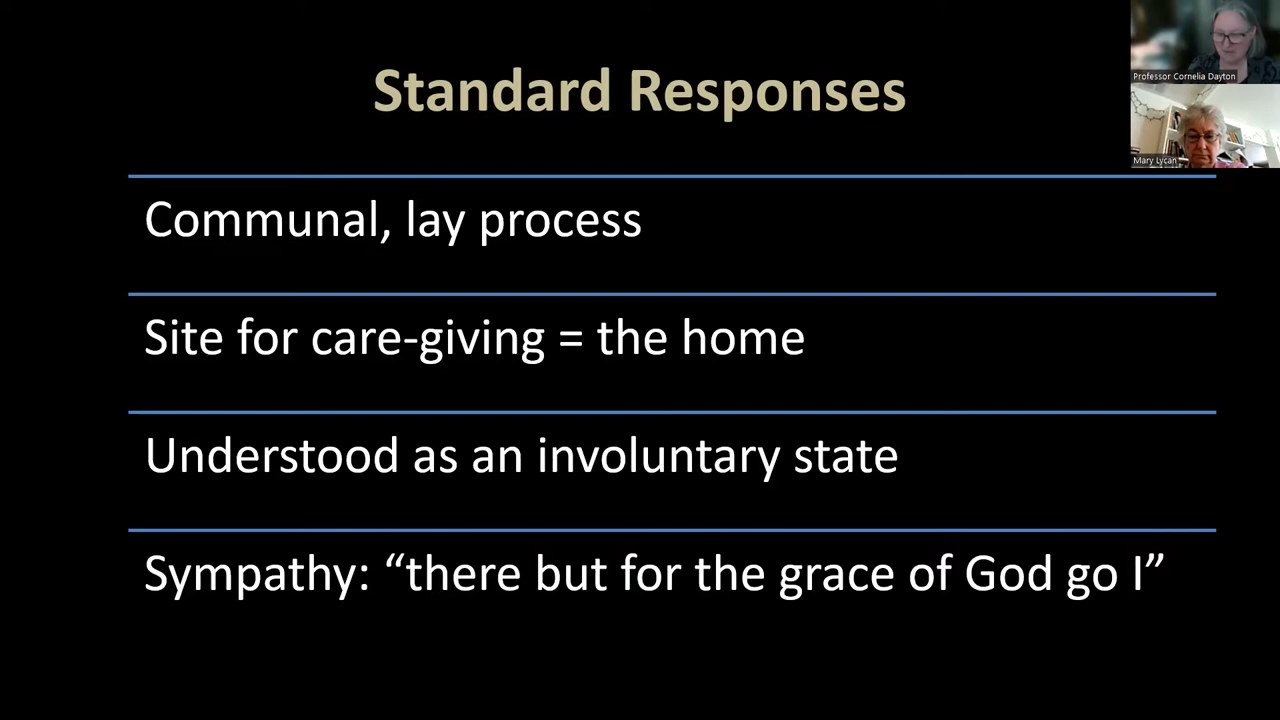 Standard Responses
Professor Cornelia Dayton
Mary Lycan
Communal, lay process
Site for care-giving = the home
Understood as an involuntary state
Sympathy: “there but for the grace of God go I”